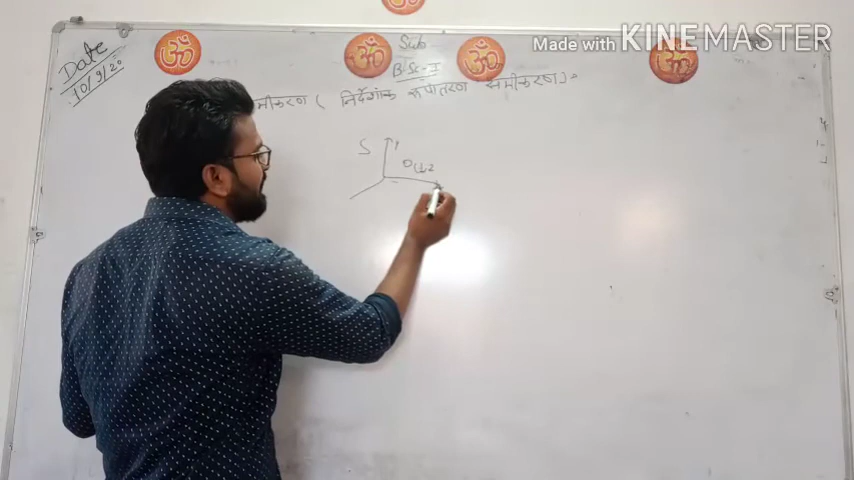 Made with KINEMASTER
Date
10/9/20
Sub
B.Sc-I
मीकरण ( निर्देशांक रूपांतरण समीकरण )
S